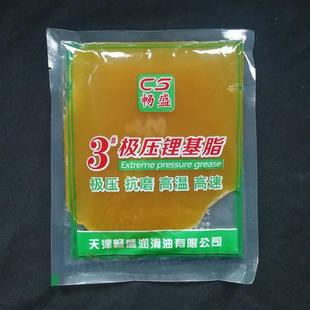 CS
畅盛
3#极压锂基脂
Extreme pressure grease
极压 抗磨 高温 高速
天津畅盛润滑油有限公司